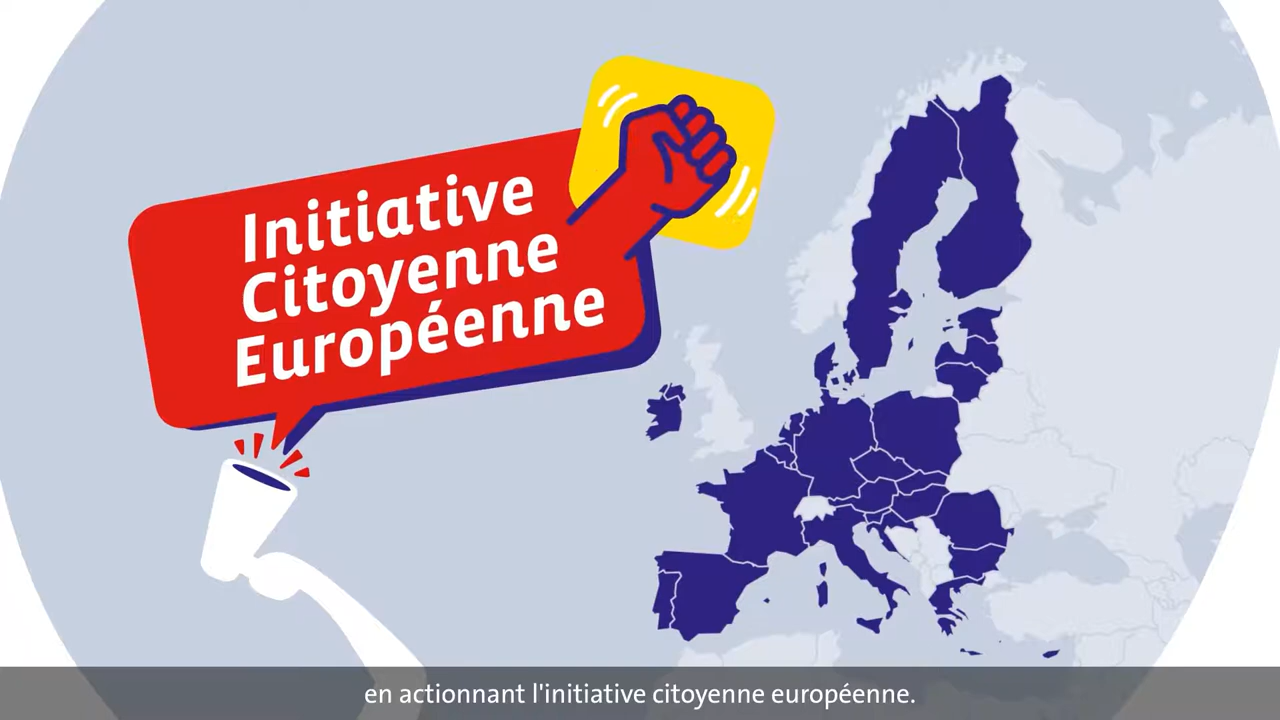 Initiative
Citoyenne
Européenne
en actionnant l'initiative citoyenne européenne.